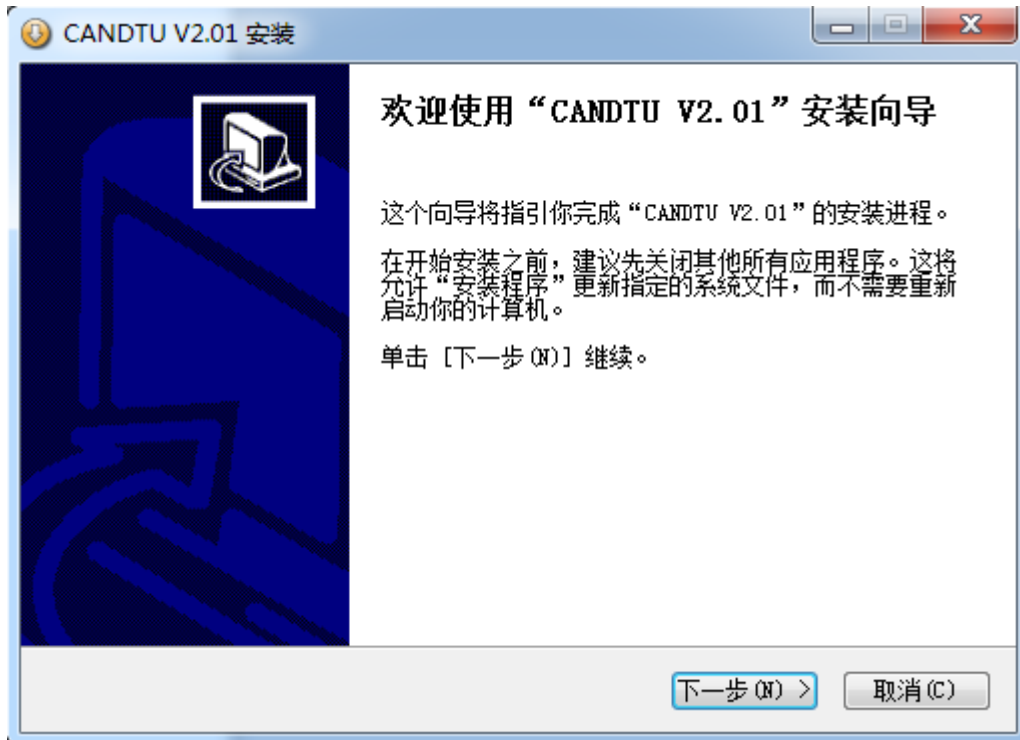 CANDTU V2.01 安装
欢迎使用“CANDTU V2.01”安装向导
这个向导将指引你完成“CANDTU V2.01”的安装进程。
在开始安装之前，建议先关闭其他所有应用程序。这将
允许“安装程序”更新指定的系统文件，而不需要重新
启动你的计算机。
单击 [下一步(N)] 继续。
下一步(N) >
取消(C)